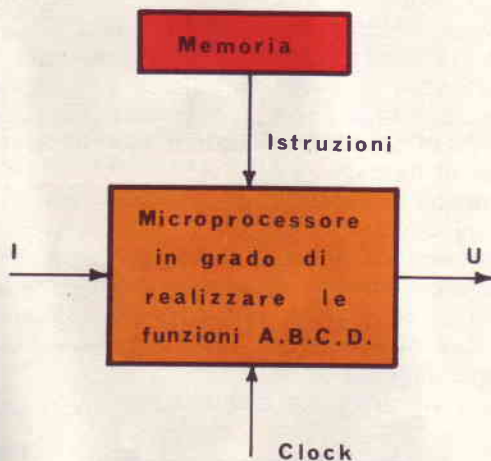 Memoria
Istruzioni
I
Microprocessore
in grado di
realizzare le
funzioni A.B.C.D.
U
Clock